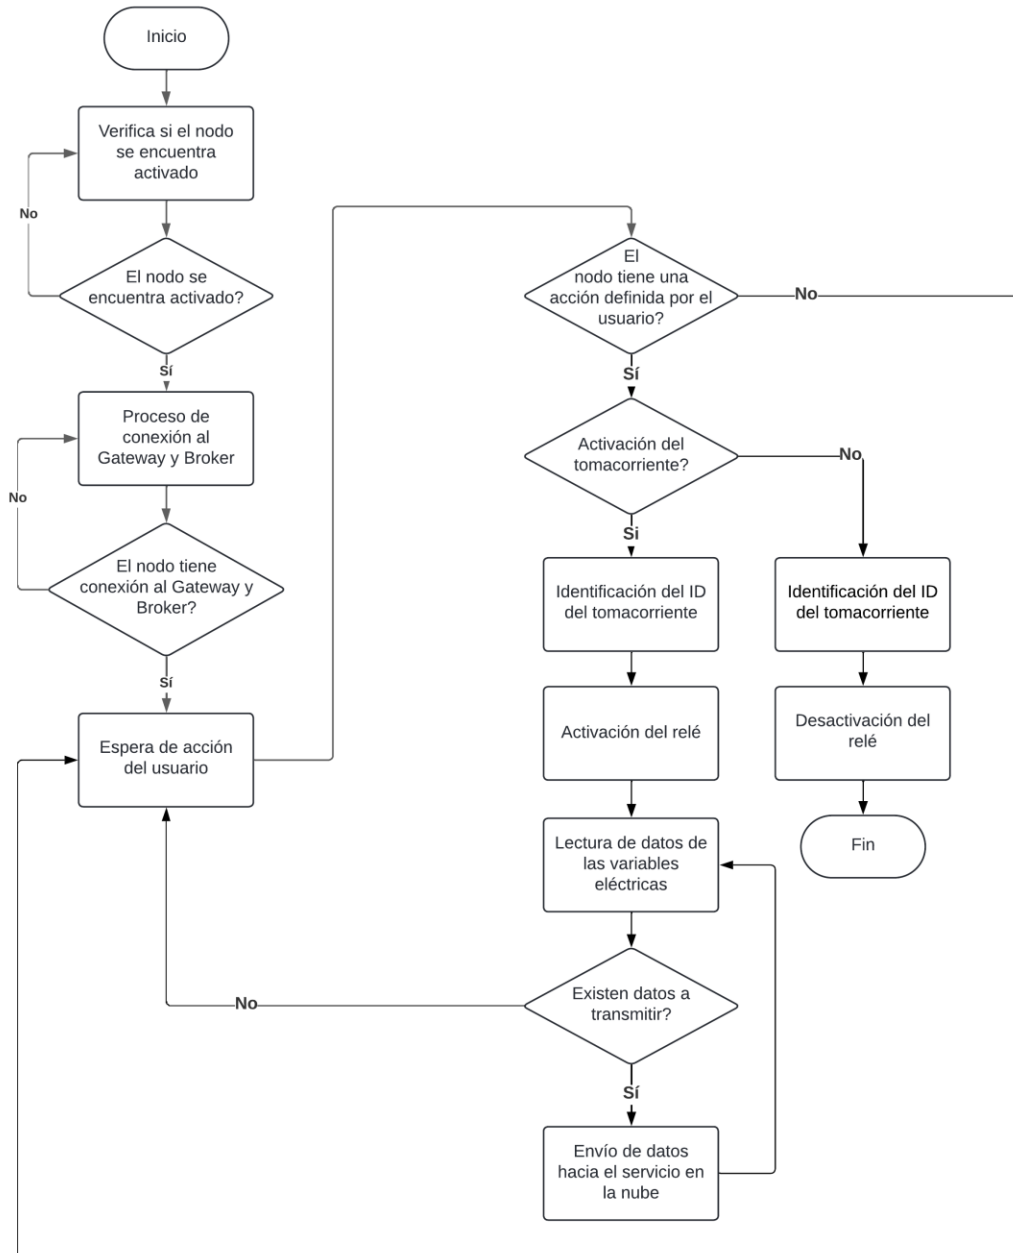 Inicio
Verifica si el nodo
se encuentra
activado
No
El nodo se
encuentra activado?
Sí
Proceso de
conexión al
Gateway y Broker
No
El nodo tiene
conexión al Gateway y
Broker?
Sí
Espera de acción
del usuario
El
nodo tiene una
acción definida por el
usuario?
No
Sí
Activación del
tomacorriente?
No
Si
Identificación del ID
del tomacorriente
Identificación del ID
del tomacorriente
Activación del relé
Desactivación del
relé
Fin
Lectura de datos de
las variables
eléctricas
Existen datos a
transmitir?
No
Sí
Envío de datos
hacia el servicio en
la nube